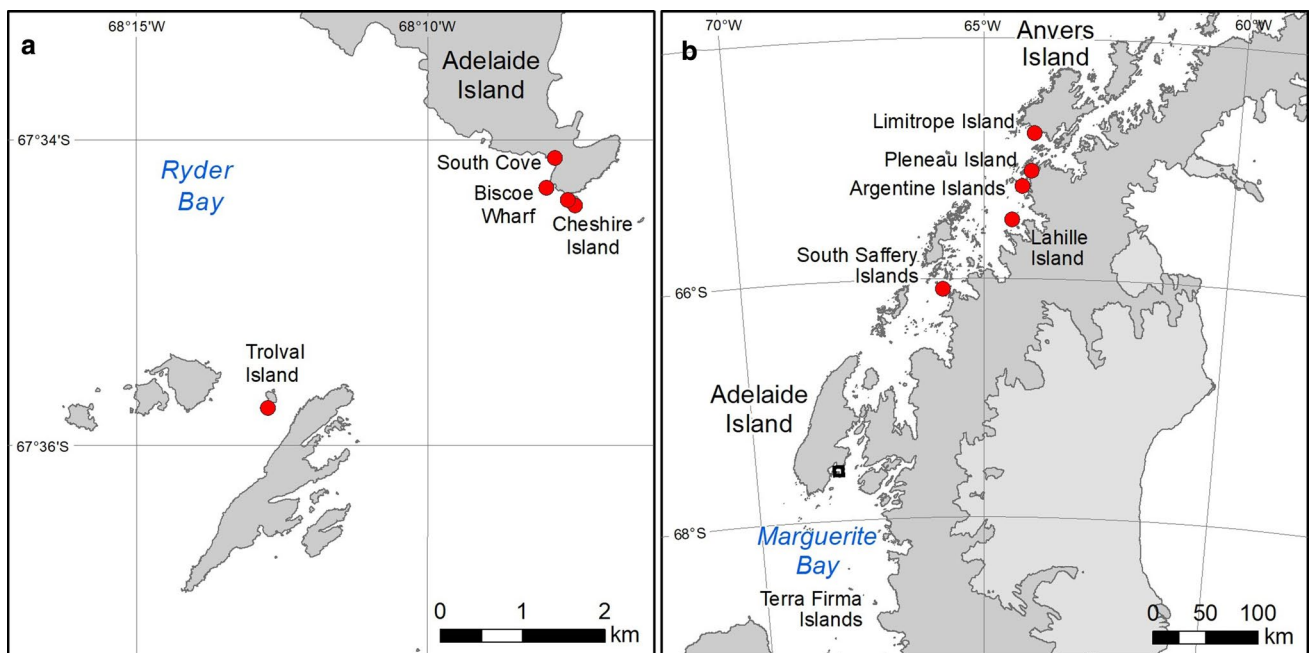 68°15'W
68°10'W
a
Adelaide
Island
67°34'S
South Cove
Ryder
Bay
Biscoe
Wharf
Cheshire
Island
Trolval
Island
67°36'S
0 1 2
km
70°W
65°W
60°W
b
Anvers
Island
Limitrope Island
Pleneau Island
Argentine Islands
Lahille
Island
South Saffery
Islands
66°S
Adelaide
Island
68°S
Marguerite
Bay
Terra Firma
Islands
0 50 100
km